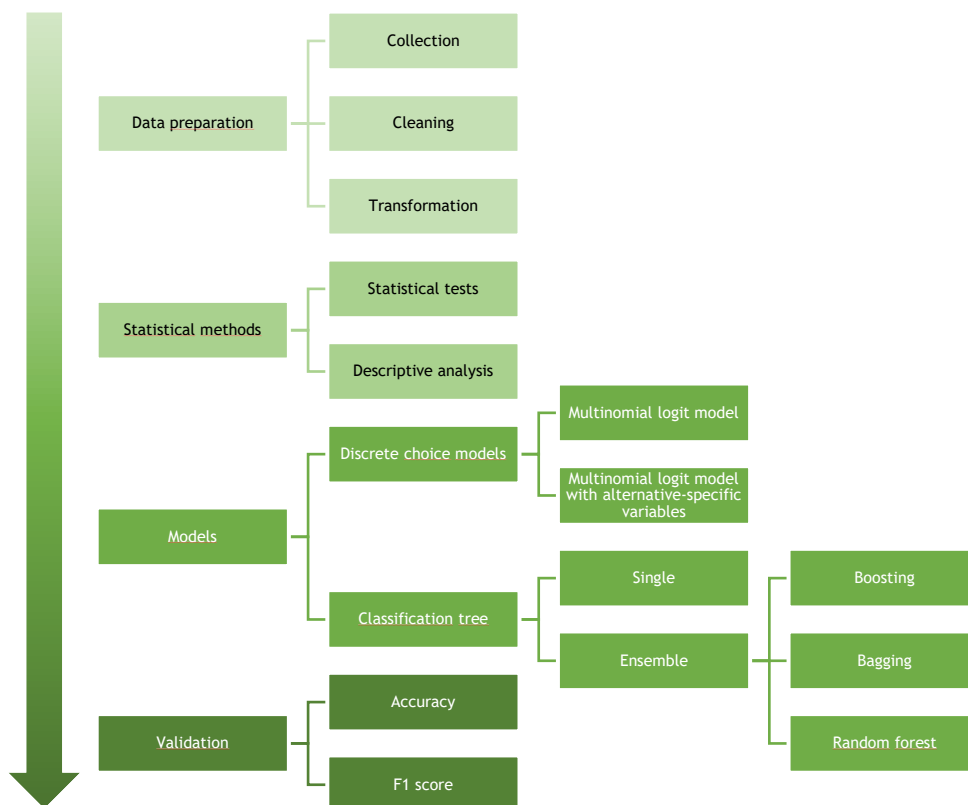 Collection
Data preparation
Cleaning
Transformation
Statistical tests
Statistical methods
Descriptive analysis
Multinomial logit model
Discrete choice models
Multinomial logit model
with alternative-specific
variables
Models
Single
Boosting
Classification tree
Ensemble
Bagging
Accuracy
Validation
Random forest
F1 score